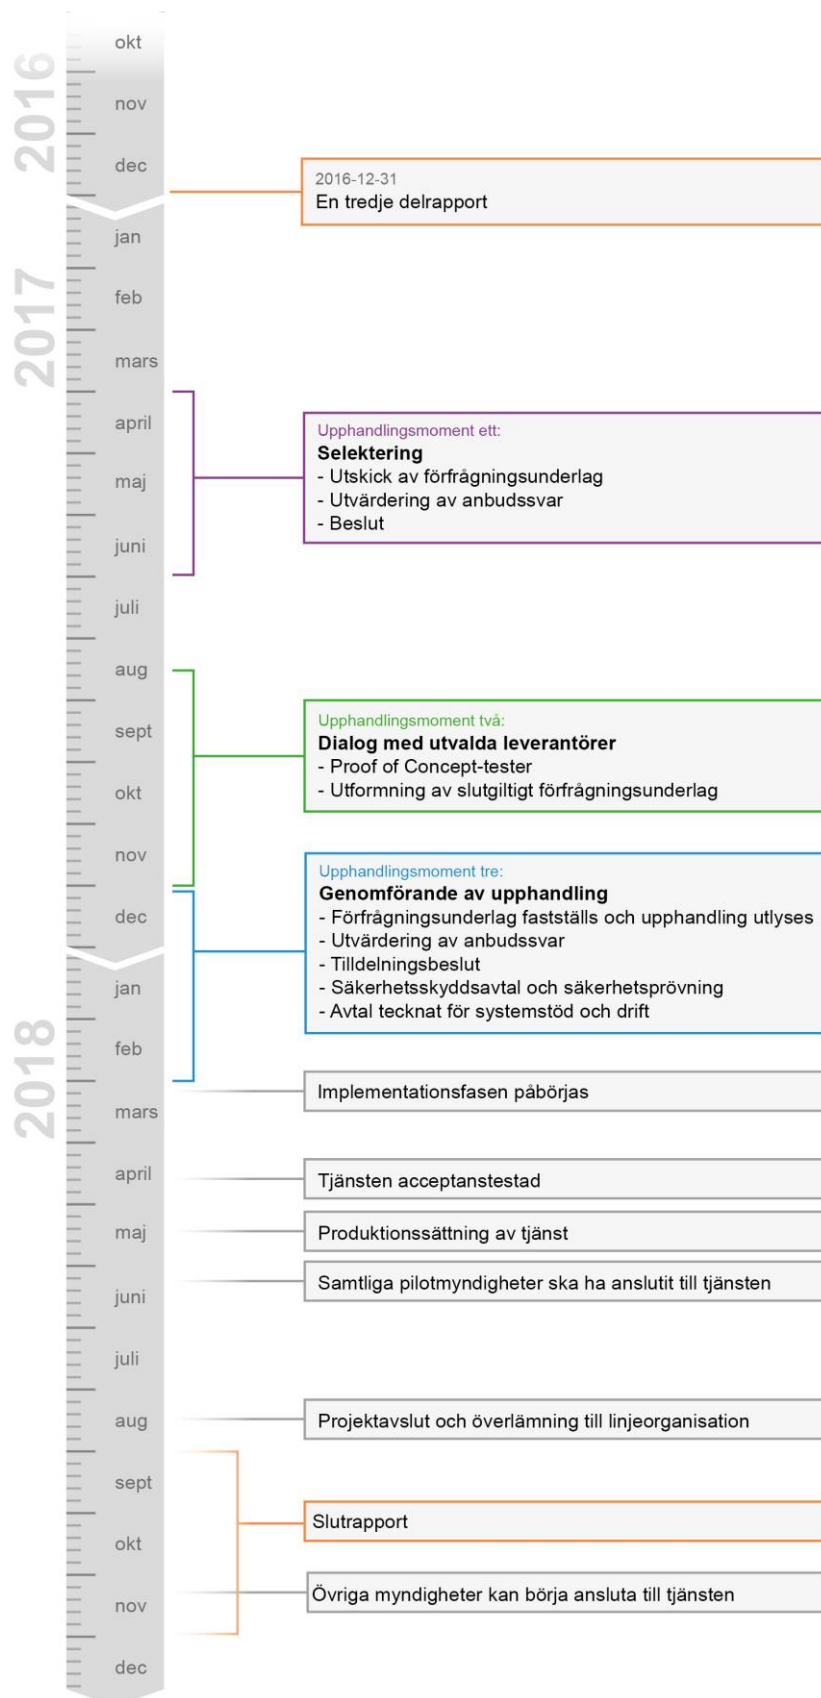 2016
okt
nov
dec
2016-12-31
En tredje delrapport
2017
jan
feb
mars
april
maj
juni
Upphandlingsmoment ett:
Selektering
- Utskick av förfrågningsunderlag
- Utvärdering av anbudssvar
- Beslut
juli
aug
sept
okt
nov
dec
Upphandlingsmoment två:
Dialog med utvalda leverantörer
- Proof of Concept-tester
- Utformning av slutgiltigt förfrågningsunderlag
Upphandlingsmoment tre:
Genomförande av upphandling
- Förfrågningsunderlag fastställs och upphandling utlyses
- Utvärdering av anbudssvar
- Tilldelningsbeslut
- Säkerhetsskyddsavtal och säkerhetsprövning
- Avtal tecknat för systemstöd och drift
2018
jan
feb
mars
Implementationsfasen påbörjas
april
Tjänsten acceptanstestad
maj
Produktionssättning av tjänst
juni
Samtliga pilotmyndigheter ska ha anslutit till tjänsten
juli
aug
Projektavslut och överlämning till linjeorganisation
sept
okt
Slutrapport
nov
Övriga myndigheter kan börja ansluta till tjänsten
dec